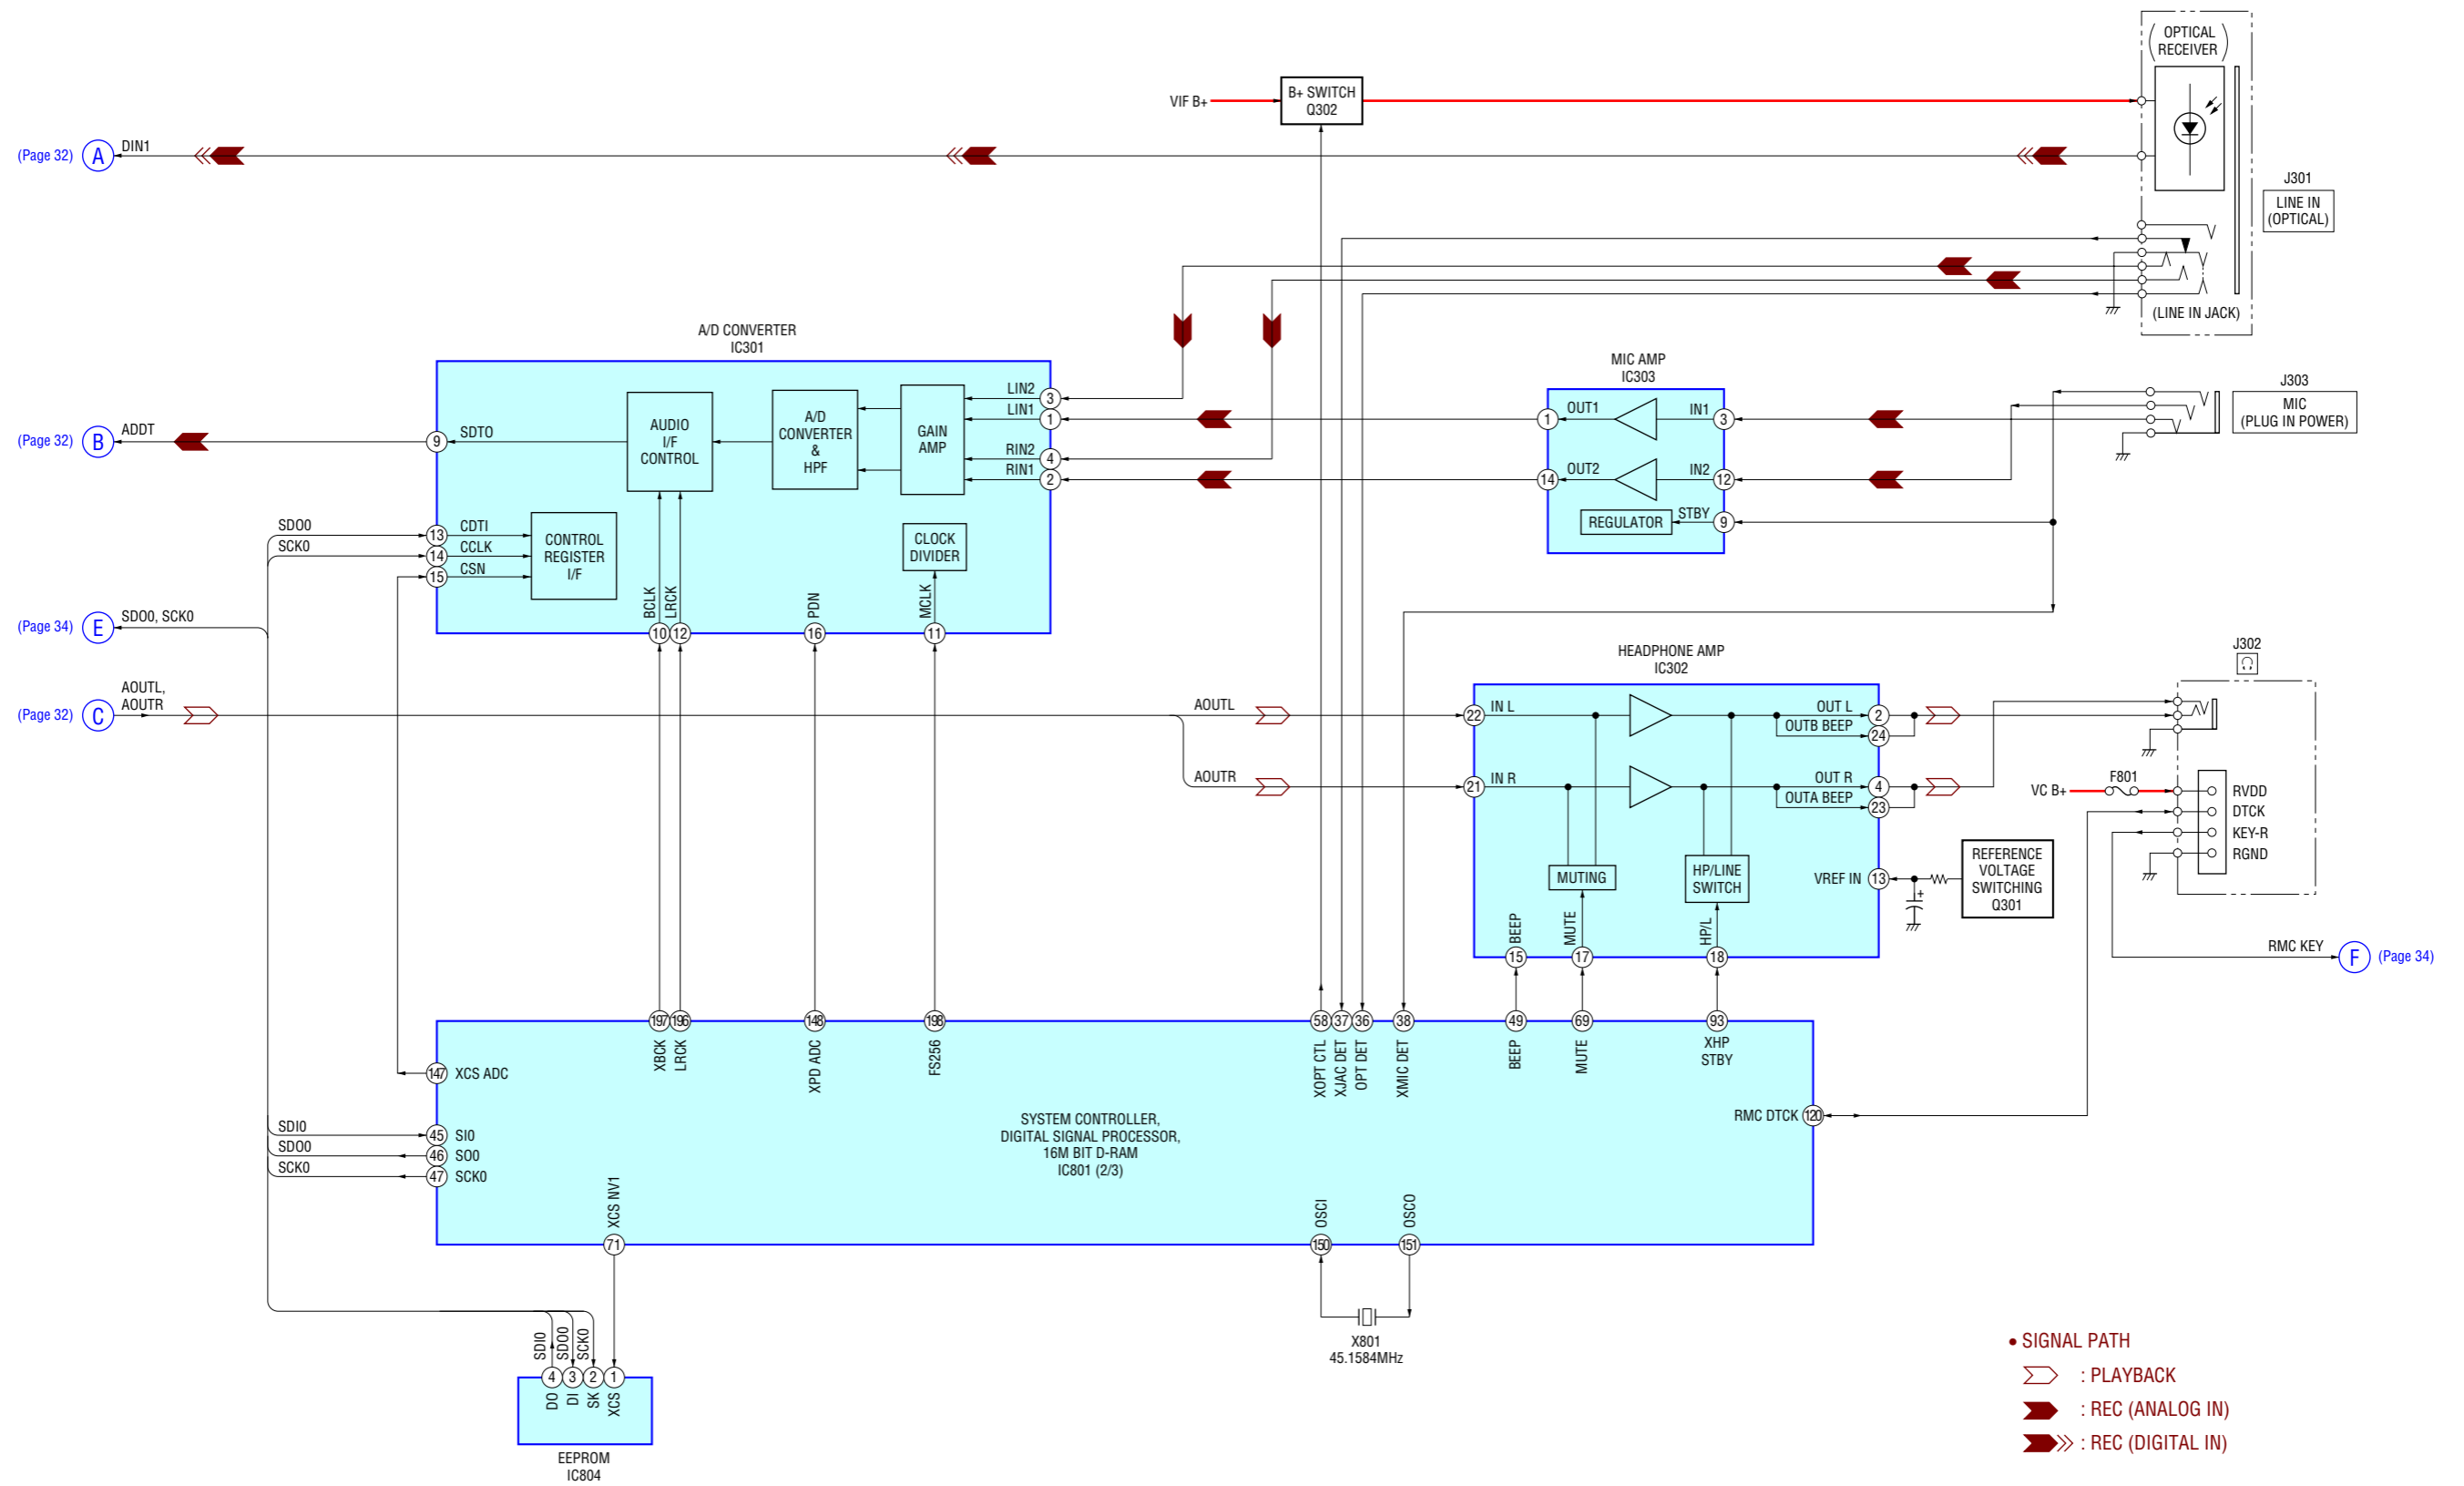 (OPTICAL
RECEIVER)
VIF B+
B+ SWITCH
Q302
(Page 32)
A
DIN1
J301
LINE IN
(OPTICAL)
(LINE IN JACK)
A/D CONVERTER
IC301
MIC AMP
IC303
J303
MIC
(PLUG IN POWER)
(Page 32)
B
ADDT
9
SDTO
AUDIO
I/F
CONTROL
A/D
CONVERTER
&
HPF
GAIN
AMP
LIN2
3
LIN1
1
RIN2
4
RIN1
2
1
OUT1
IN1
3
14
OUT2
IN2
12
REGULATOR
STBY
9
SDO0
13
CDTI
SCK0
14
CCLK
15
CSN
CONTROL
REGISTER
I/F
CLOCK
DIVIDER
BCLK
LRCK
PDN
MCLK
10
12
16
11
(Page 34)
E
SDO0, SCK0
HEADPHONE AMP
IC302
J302
(Page 32)
C
AOUTL,
AOUTR
AOUTL
22
IN L
OUT L
2
OUTB BEEP
24
AOUTR
21
IN R
OUT R
4
OUTA BEEP
23
VC B+
F801
RVDD
DTCK
KEY-R
RGND
MUTING
HP/LINE
SWITCH
VREF IN
13
+
REFERENCE
VOLTAGE
SWITCHING
Q301
BEEP
MUTE
HP/L
15
17
18
RMC KEY
F
(Page 34)
197
196
148
198
58
37
36
38
49
69
93
XBCK
LRCK
XPD ADC
FS256
XOPT CTL
XJAC DET
OPT DET
XMIC DET
BEEP
MUTE
XHP
STBY
147
XCS ADC
RMC DTCK
120
SDI0
45
SI0
SDO0
46
SO0
SCK0
47
SCK0
SYSTEM CONTROLLER,
DIGITAL SIGNAL PROCESSOR,
16M BIT D-RAM
IC801 (2/3)
XCS NV1
OSCI
OSCO
71
150
151
X801
45.1584MHz
SDI0
SDO0
SCK0
4
3
2
1
DO
DI
SK
XCS
EEPROM
IC804
• SIGNAL PATH
: PLAYBACK
: REC (ANALOG IN)
: REC (DIGITAL IN)